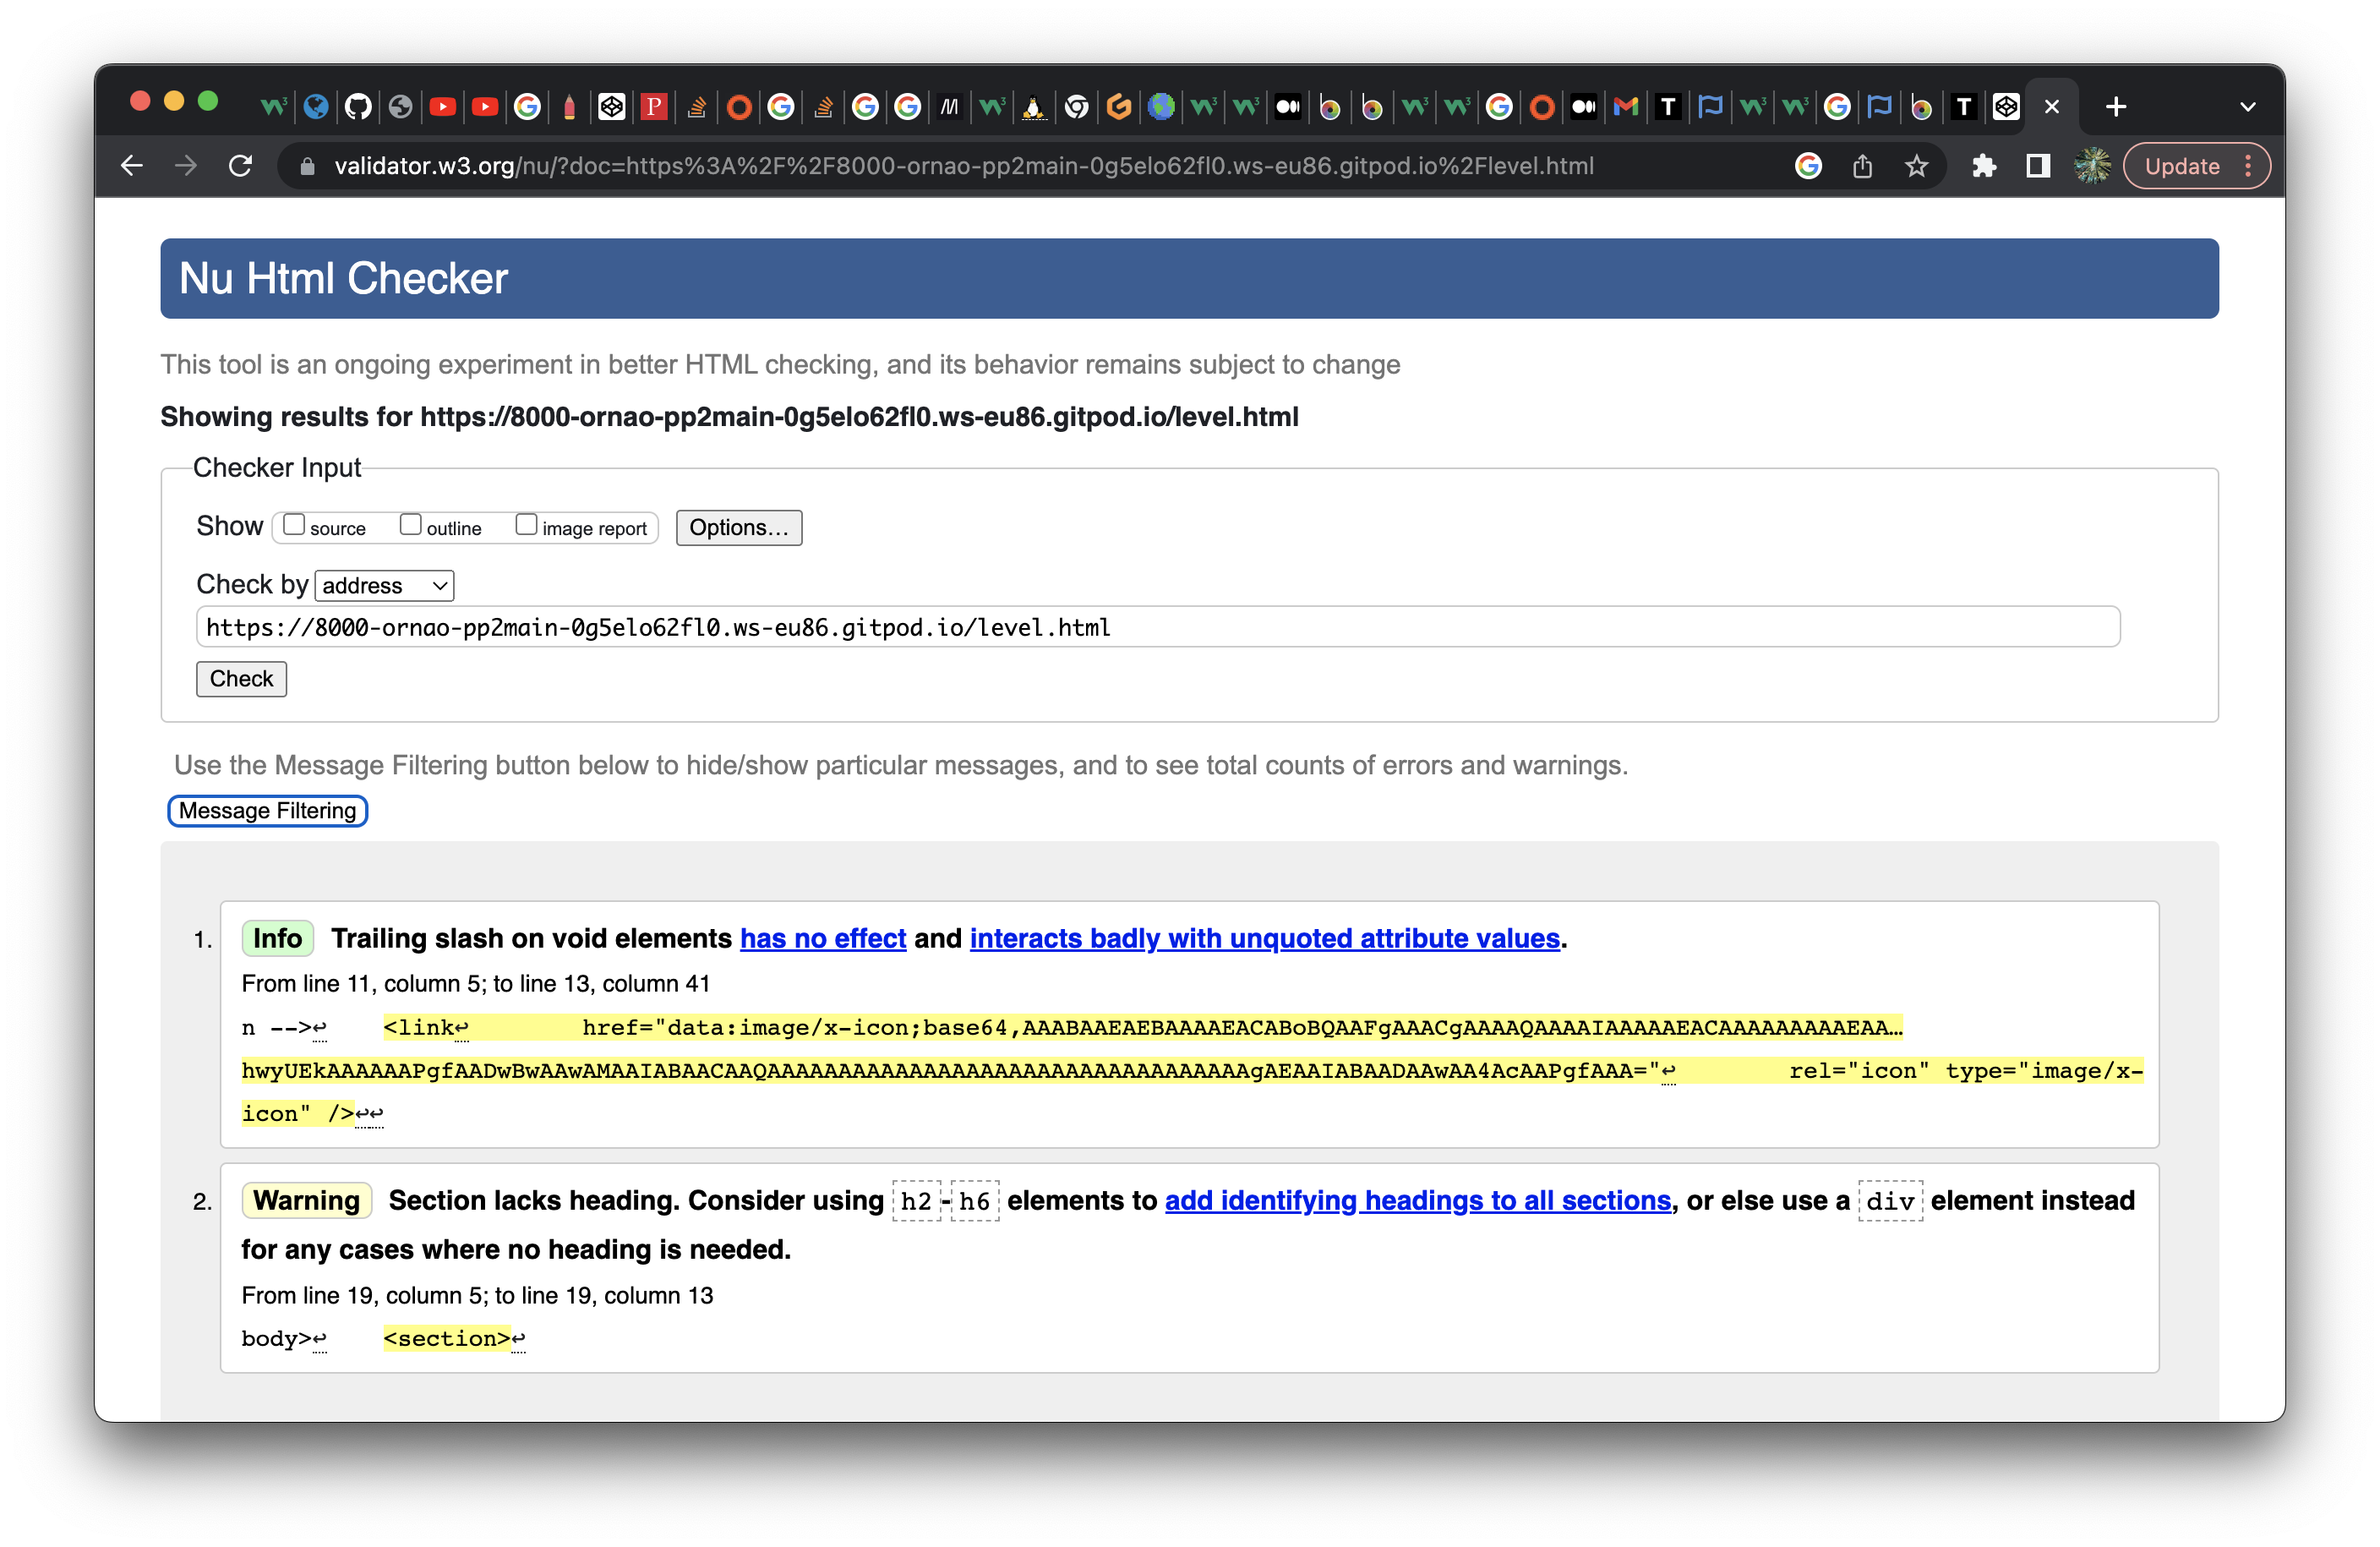 validator.w3.org/nu/?doc=https%3A%2F%2F8000-ornao-pp2main-0g5elo62fl0.ws-eu86.gitpod.io%2Flevel.html
Update
Nu Html Checker
This tool is an ongoing experiment in better HTML checking, and its behavior remains subject to change
Showing results for https://8000-ornao-pp2main-0g5elo62fl0.ws-eu86.gitpod.io/level.html
Checker Input
Show source outline image report Options...
Check by address
https://8000-ornao-pp2main-0g5elo62fl0.ws-eu86.gitpod.io/level.html
Check
Use the Message Filtering button below to hide/show particular messages, and to see total counts of errors and warnings.
Message Filtering
1. Info Trailing slash on void elements has no effect and interacts badly with unquoted attribute values.
From line 11, column 5; to line 13, column 41
n -->↩ <link↩ href="data:image/x-icon;base64,AAABAAEAEBAAAAEACABoBQAAFgAAACgAAAAQAAAAIAAAAAEACAAAAAAAAAEAA…
hwyUEkAAAAAAPgfAADwBwAAwAMAAIABAACAAQAAAAAAAAAAAAAAAAAAAAAAAAAAAAAAAAAAgAEAAIABAADAAwAA4AcAAPgfAAA="↩ rel="icon" type="image/x-
icon" />↩↩
2. Warning Section lacks heading. Consider using h2-h6 elements to add identifying headings to all sections, or else use a div element instead
for any cases where no heading is needed.
From line 19, column 5; to line 19, column 13
body>↩ <section>↩